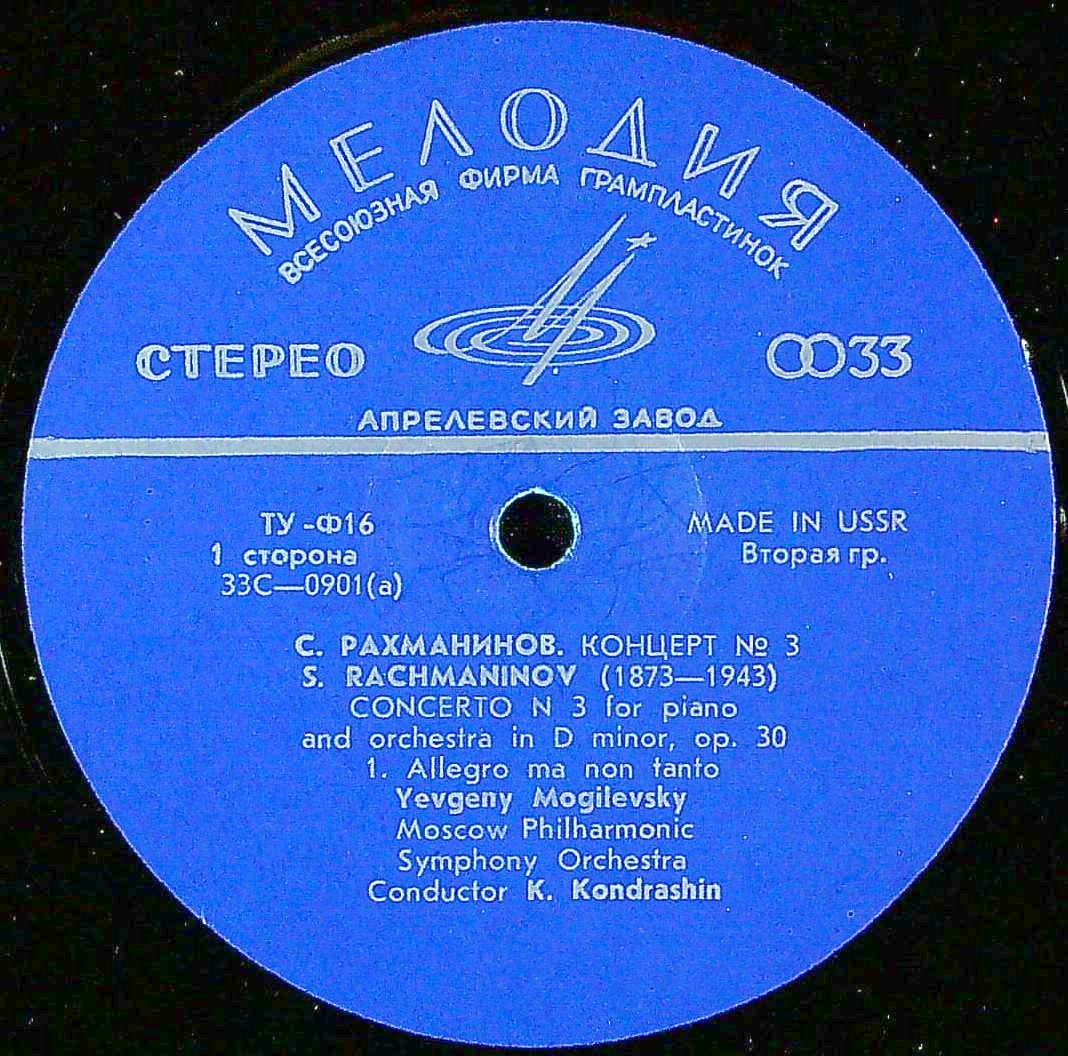 МЕЛОДИЯ
ВСЕСОЮЗНАЯ ФИРМА ГРАМПЛАСТИНОК
СТЕРЕО
33
АПРЕЛЕВСКИЙ ЗАВОД
ТУ-Ф16
MADE IN USSR
1 сторона
Вторая гр.
33С—0901(а)
С. РАХМАНИНОВ. КОНЦЕРТ № 3
S. RACHMANINOV (1873—1943)
CONCERTO N 3 for piano
and orchestra in D minor, op. 30
1. Allegro ma non tanto
Yevgeny Mogilevsky
Moscow Philharmonic
Symphony Orchestra
Conductor K. Kondrashin